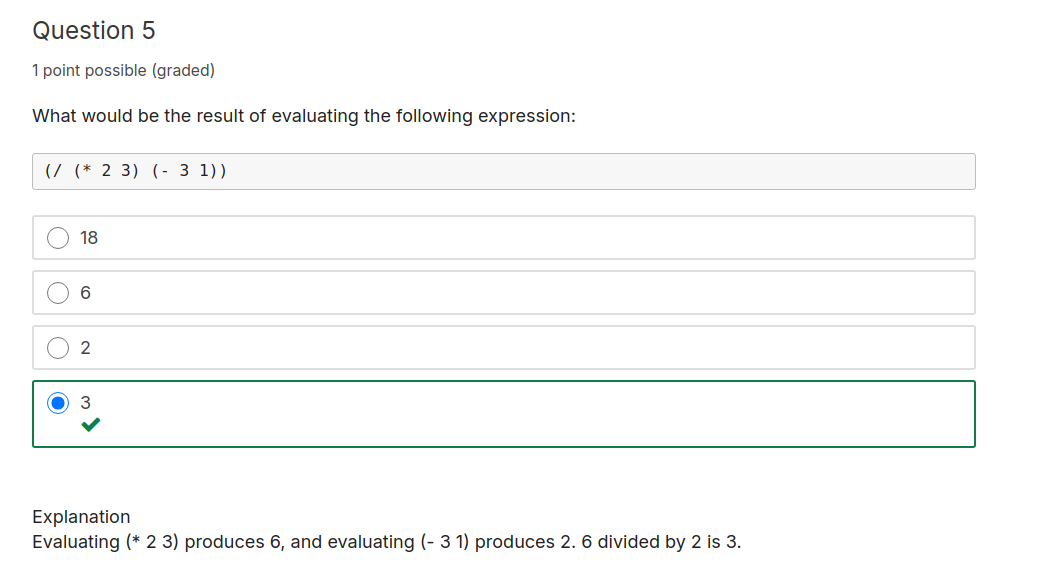 Question 5
1 point possible (graded)
What would be the result of evaluating the following expression:
(/ (* 2 3) (- 3 1))
18
6
2
3
Explanation
Evaluating (* 2 3) produces 6, and evaluating (- 3 1) produces 2. 6 divided by 2 is 3.